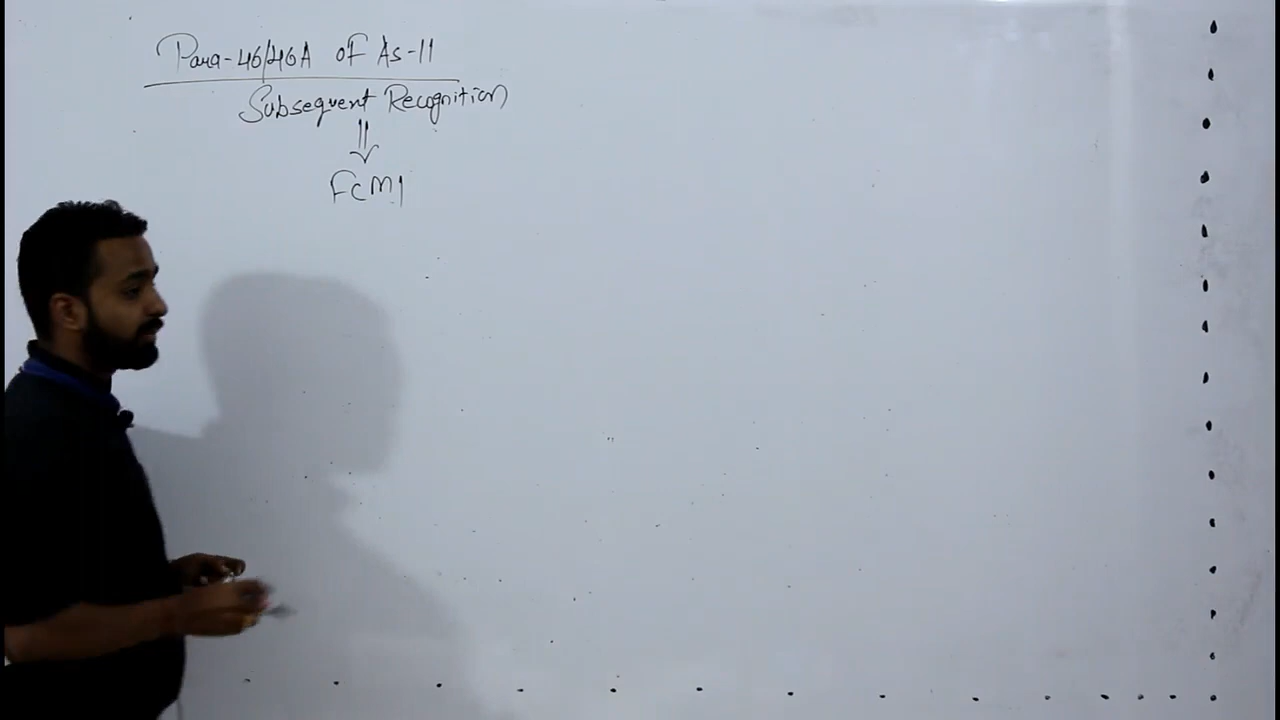 Para-46/46A of As-11
Subsequent Recognition
FCMI